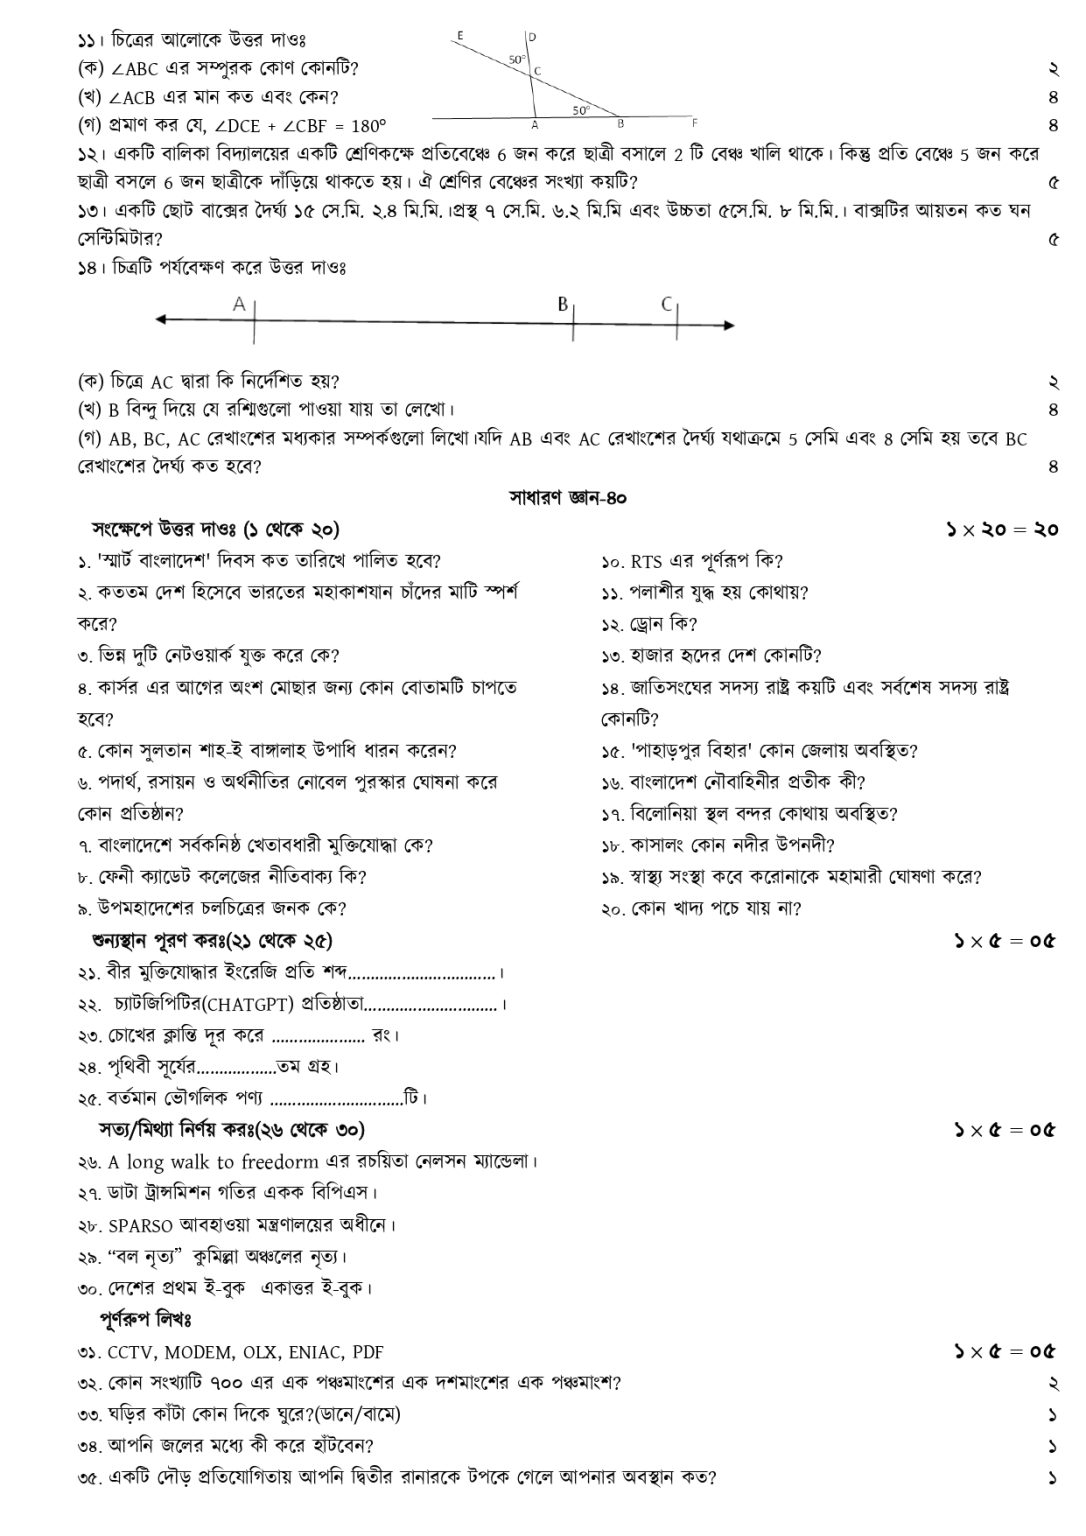 ১১। চিত্রের আলোকে উত্তর দাওঃ
E
D
50°
C
50°
A
B
F
(ক) ∠ABC এর সম্পুরক কোণ কোনটি? ২
(খ) ∠ACB এর মান কত এবং কেন? ৪
(গ) প্রমাণ কর যে, ∠DCE + ∠CBF = 180° ৪
১২। একটি বালিকা বিদ্যালয়ের একটি শ্রেণিকক্ষে প্রতিবেঞ্চে 6 জন করে ছাত্রী বসালে 2 টি বেঞ্চ খালি থাকে। কিন্তু প্রতি বেঞ্চে 5 জন করে
ছাত্রী বসলে 6 জন ছাত্রীকে দাঁড়িয়ে থাকতে হয়। ঐ শ্রেণির বেঞ্চের সংখ্যা কয়টি? ৫
১৩। একটি ছোট বাক্সের দৈর্ঘ্য ১৫ সে.মি. ২.৪ মি.মি.।প্রস্থ ৭ সে.মি. ৬.২ মি.মি এবং উচ্চতা ৫সে.মি. ৮ মি.মি.। বাক্সটির আয়তন কত ঘন
সেন্টিমিটার? ৫
১৪। চিত্রটি পর্যবেক্ষণ করে উত্তর দাওঃ
A B C
(ক) চিত্রে AC দ্বারা কি নির্দেশিত হয়? ২
(খ) B বিন্দু দিয়ে যে রশ্মিগুলো পাওয়া যায় তা লেখো। ৪
(গ) AB, BC, AC রেখাংশের মধ্যকার সম্পর্কগুলো লিখো।যদি AB এবং AC রেখাংশের দৈর্ঘ্য যথাক্রমে 5 সেমি এবং 8 সেমি হয় তবে BC
রেখাংশের দৈর্ঘ্য কত হবে? ৪
সাধারণ জ্ঞান-৪০
সংক্ষেপে উত্তর দাওঃ (১ থেকে ২০) ১ × ২০ = ২০
১. 'স্মার্ট বাংলাদেশ' দিবস কত তারিখে পালিত হবে?
২. কততম দেশ হিসেবে ভারতের মহাকাশযান চাঁদের মাটি স্পর্শ
করে?
৩. ভিন্ন দুটি নেটওয়ার্ক যুক্ত করে কে?
৪. কার্সর এর আগের অংশ মোছার জন্য কোন বোতামটি চাপতে
হবে?
৫. কোন সুলতান শাহ-ই বাঙ্গালাহ উপাধি ধারন করেন?
৬. পদার্থ, রসায়ন ও অর্থনীতির নোবেল পুরস্কার ঘোষনা করে
কোন প্রতিষ্ঠান?
৭. বাংলাদেশে সর্বকনিষ্ঠ খেতাবধারী মুক্তিযোদ্ধা কে?
৮. ফেনী ক্যাডেট কলেজের নীতিবাক্য কি?
৯. উপমহাদেশের চলচিত্রের জনক কে?
১০. RTS এর পূর্ণরূপ কি?
১১. পলাশীর যুদ্ধ হয় কোথায়?
১২. ড্রোন কি?
১৩. হাজার হৃদের দেশ কোনটি?
১৪. জাতিসংঘের সদস্য রাষ্ট্র কয়টি এবং সর্বশেষ সদস্য রাষ্ট্র
কোনটি?
১৫. 'পাহাড়পুর বিহার' কোন জেলায় অবস্থিত?
১৬. বাংলাদেশ নৌবাহিনীর প্রতীক কী?
১৭. বিলোনিয়া স্থল বন্দর কোথায় অবস্থিত?
১৮. কাসালং কোন নদীর উপনদী?
১৯. স্বাস্থ্য সংস্থা কবে করোনাকে মহামারী ঘোষণা করে?
২০. কোন খাদ্য পচে যায় না?
শুন্যস্থান পূরণ করঃ(২১ থেকে ২৫) ১ × ৫ = ০৫
২১. বীর মুক্তিযোদ্ধার ইংরেজি প্রতি শব্দ.................................।
২২. চ্যাটজিপিটির(CHATGPT) প্রতিষ্ঠাতা..............................।
২৩. চোখের ক্লান্তি দূর করে ..................... রং।
২৪. পৃথিবী সূর্যের..................তম গ্রহ।
২৫. বর্তমান ভৌগলিক পণ্য ..............................টি।
সত্য/মিথ্যা নির্ণয় করঃ(২৬ থেকে ৩০) ১ × ৫ = ০৫
২৬. A long walk to freedorm এর রচয়িতা নেলসন ম্যান্ডেলা।
২৭. ডাটা ট্রান্সমিশন গতির একক বিপিএস।
২৮. SPARSO আবহাওয়া মন্ত্রণালয়ের অধীনে।
২৯. “বল নৃত্য” কুমিল্লা অঞ্চলের নৃত্য।
৩০. দেশের প্রথম ই-বুক একাত্তর ই-বুক।
পূর্ণরুপ লিখঃ
৩১. CCTV, MODEM, OLX, ENIAC, PDF ১ × ৫ = ০৫
৩২. কোন সংখ্যাটি ৭০০ এর এক পঞ্চমাংশের এক দশমাংশের এক পঞ্চমাংশ? ২
৩৩. ঘড়ির কাঁটা কোন দিকে ঘুরে?(ডানে/বামে) ১
৩৪. আপনি জলের মধ্যে কী করে হাঁটবেন? ১
৩৫. একটি দৌড় প্রতিযোগিতায় আপনি দ্বিতীর রানারকে টপকে গেলে আপনার অবস্থান কত? ১